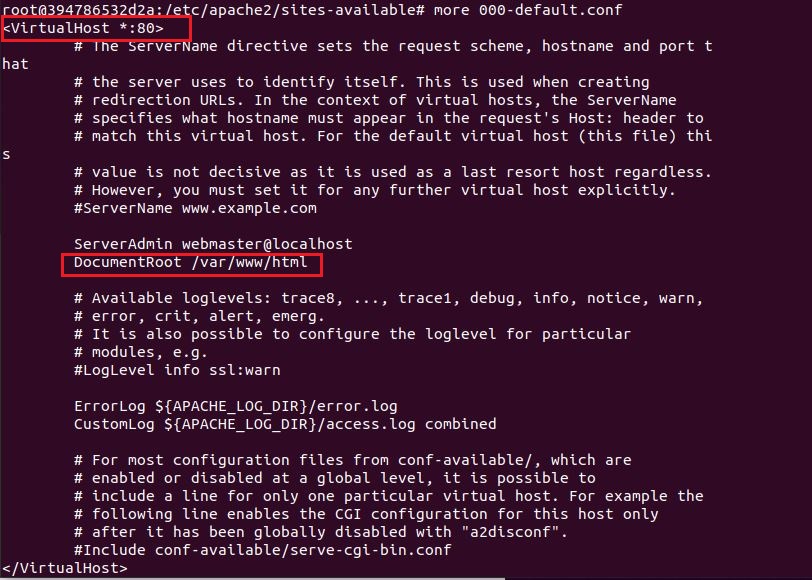 root@394786532d2a:/etc/apache2/sites-available# more 000-default.conf
<VirtualHost *:80>
# The ServerName directive sets the request scheme, hostname and port t
hat
# the server uses to identify itself. This is used when creating
# redirection URLs. In the context of virtual hosts, the ServerName
# specifies what hostname must appear in the request's Host: header to
# match this virtual host. For the default virtual host (this file) thi
s
# value is not decisive as it is used as a last resort host regardless.
# However, you must set it for any further virtual host explicitly.
#ServerName www.example.com
ServerAdmin webmaster@localhost
DocumentRoot /var/www/html
# Available loglevels: trace8, ..., trace1, debug, info, notice, warn,
# error, crit, alert, emerg.
# It is also possible to configure the loglevel for particular
# modules, e.g.
#LogLevel info ssl:warn
ErrorLog ${APACHE_LOG_DIR}/error.log
CustomLog ${APACHE_LOG_DIR}/access.log combined
# For most configuration files from conf-available/, which are
# enabled or disabled at a global level, it is possible to
# include a line for only one particular virtual host. For example the
# following line enables the CGI configuration for this host only
# after it has been globally disabled with "a2disconf".
#Include conf-available/serve-cgi-bin.conf
</VirtualHost>